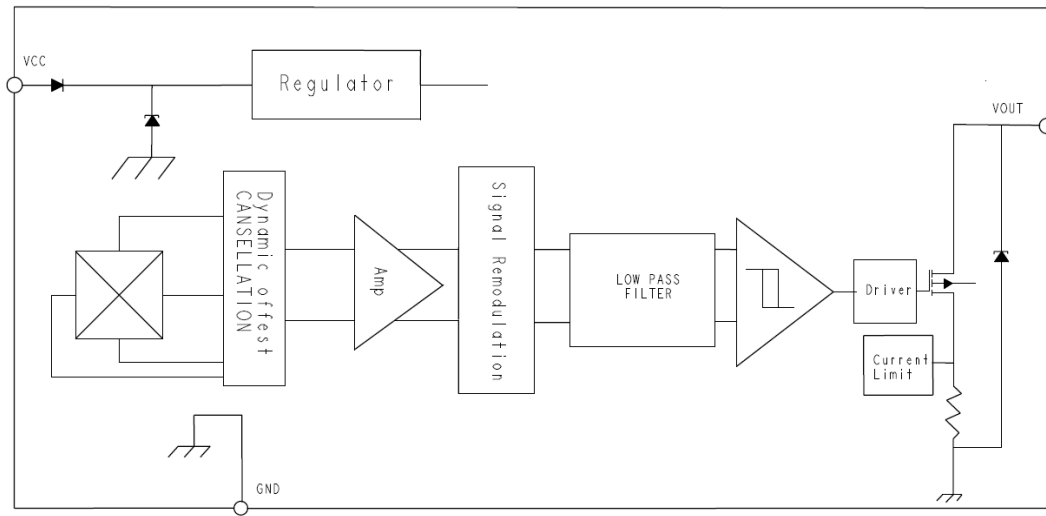 VCC
Regulator
VOUT
Dynamic offest
CANSELLATION
Amp
Signal Remodulation
LOW PASS
FILTER
Driver
Current
Limit
GND